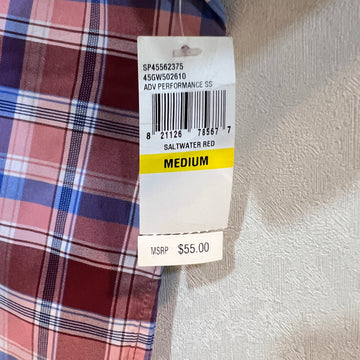 SP45562375
45GW502610
ADV PERFORMANCE SS
8 21126 78567 7
SALTWATER RED
MEDIUM
MSRP $55.00